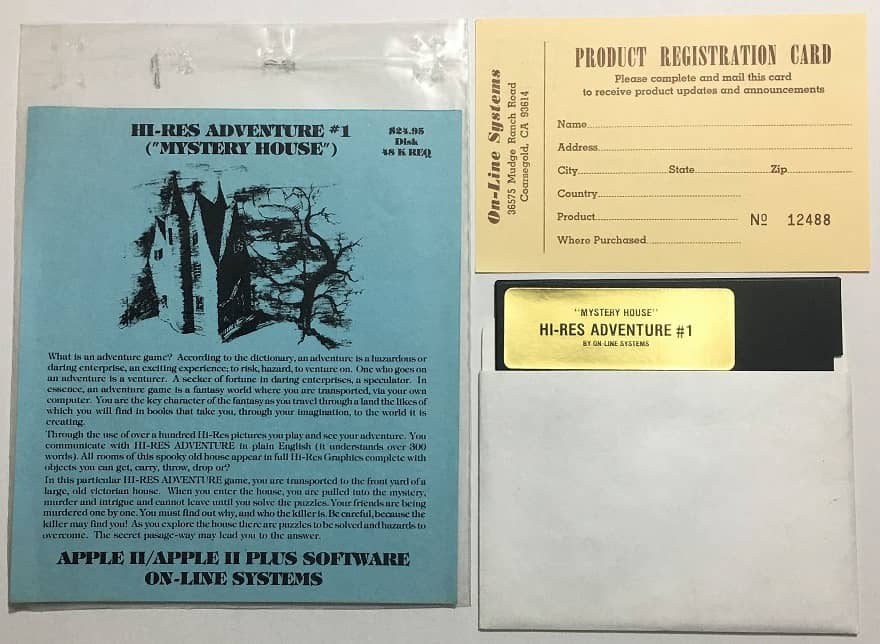 HI-RES ADVENTURE #1
("MYSTERY HOUSE")
$24.95
Disk
48 K REQ
What is an adventure game? According to the dictionary, an adventure is a hazardous or
daring enterprise, an exciting experience; to risk, hazard, to venture on. One who goes on
an adventure is a venturer. A seeker of fortune in daring enterprises, a speculator. In
essence, an adventure game is a fantasy world where you are transported, via your own
computer. You are the key character of the fantasy as you travel through a land the likes of
which you will find in books that take you, through your imagination, to the world it is
creating.
Through the use of over a hundred Hi-Res pictures you play and see your adventure. You
communicate with HI-RES ADVENTURE in plain English (it understands over 300
words). All rooms of this spooky old house appear in full Hi-Res Graphics complete with
objects you can get, carry, throw, drop or?
In this particular HI-RES ADVENTURE game, you are transported to the front yard of a
large, old victorian house. When you enter the house, you are pulled into the mystery,
murder and intrigue and cannot leave until you solve the puzzles. Your friends are being
murdered one by one. You must find out why, and who the killer is. Be careful, because the
killer may find you! As you explore the house there are puzzles to be solved and hazards to
overcome. The secret pasage-way may lead you to the answer.
APPLE II/APPLE II PLUS SOFTWARE
ON-LINE SYSTEMS
On-Line Systems
36575 Mudge Ranch Road
Coarsegold, CA 93614
PRODUCT REGISTRATION CARD
Please complete and mail this card
to receive product updates and announcements
Name
Address
City State Zip
Country
Product Nº 12488
Where Purchased
"MYSTERY HOUSE"
HI-RES ADVENTURE #1
BY ON-LINE SYSTEMS